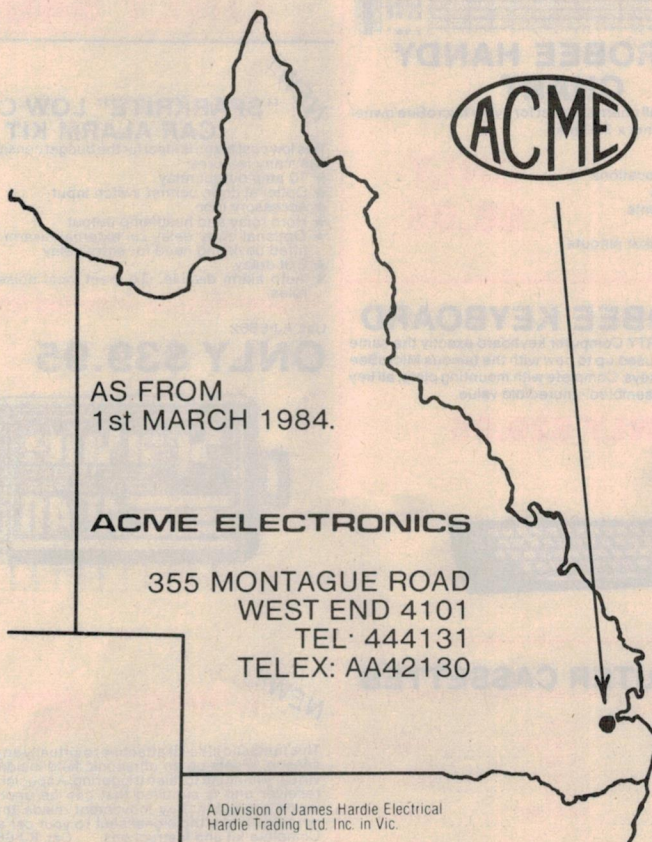 ACME
AS FROM
1st MARCH 1984.
ACME ELECTRONICS
355 MONTAGUE ROAD
WEST END 4101
TEL· 444131
TELEX: AA42130
A Division of James Hardie Electrical
Hardie Trading Ltd. Inc. in Vic.